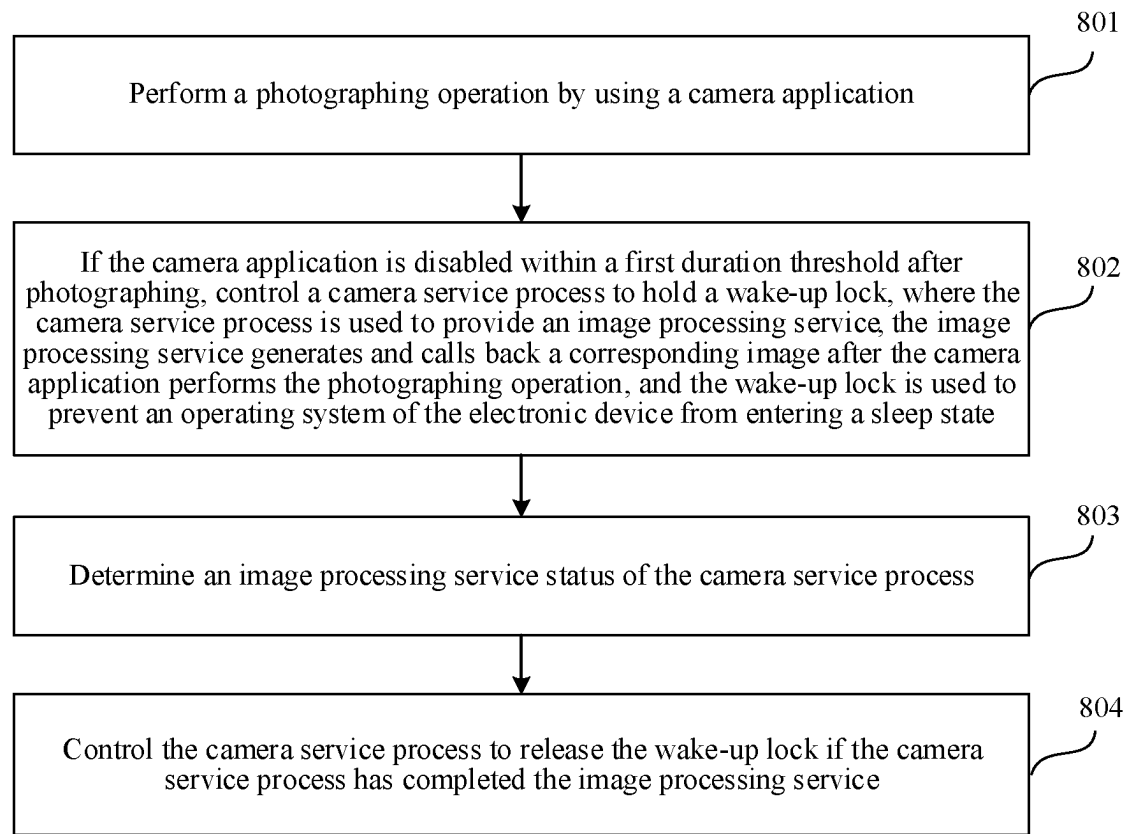 801
Perform a photographing operation by using a camera application
If the camera application is disabled within a first duration threshold after
photographing, control a camera service process to hold a wake-up lock, where the
camera service process is used to provide an image processing service, the image
processing service generates and calls back a corresponding image after the camera
application performs the photographing operation, and the wake-up lock is used to
prevent an operating system of the electronic device from entering a sleep state
802
803
Determine an image processing service status of the camera service process
804
Control the camera service process to release the wake-up lock if the camera
service process has completed the image processing service